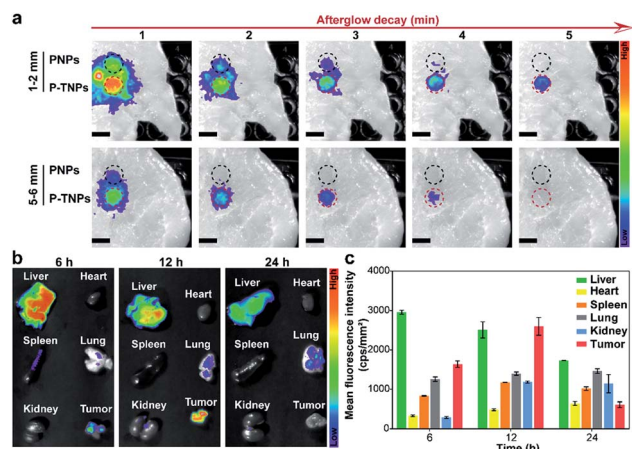 a
Afterglow decay (min)
1 2 3 4 5
1-2 mm
PNPs
P-TNPs
5-6 mm
PNPs
P-TNPs
High
Low
b
6 h 12 h 24 h
Liver Heart Liver Heart Liver Heart
Spleen Lung Spleen Lung Spleen Lung
Kidney Tumor Kidney Tumor Kidney Tumor
High
Low
c
Mean fluorescence intensity
(cps/mm²)
4000
3000
2000
1000
0
Liver
Heart
Spleen
Lung
Kidney
Tumor
6 12 24
Time (h)